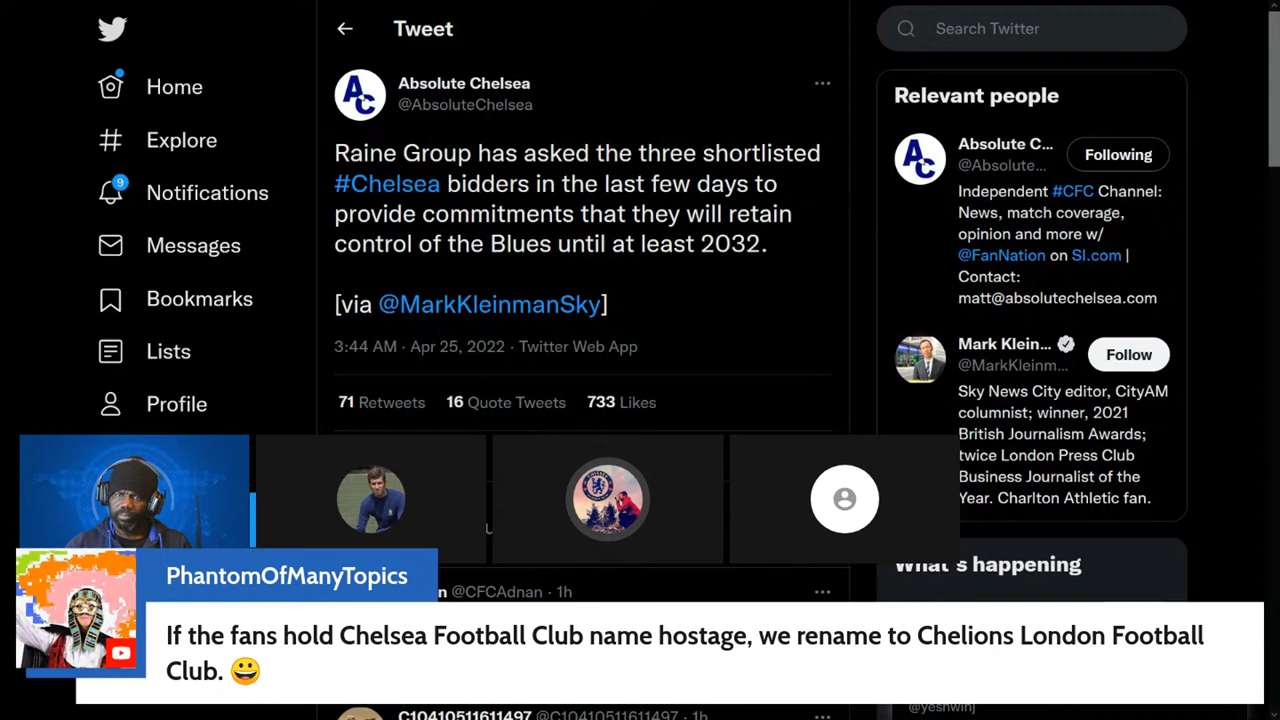 Home
Explore
9
Notifications
Messages
Bookmarks
Lists
Profile
Tweet
AC
Absolute Chelsea
@AbsoluteChelsea
Raine Group has asked the three shortlisted
#Chelsea bidders in the last few days to
provide commitments that they will retain
control of the Blues until at least 2032.
[via @MarkKleinmanSky]
3:44 AM · Apr 25, 2022 · Twitter Web App
71 Retweets 16 Quote Tweets 733 Likes
@CFCAdnan · 1h
C10410511611497 @C10410511611497 · 1h
Search Twitter
Relevant people
AC
Absolute C...
@Absolute...
Following
Independent #CFC Channel:
News, match coverage,
opinion and more w/
@FanNation on SI.com |
Contact:
matt@absolutechelsea.com
Mark Klein...
@MarkKleinm...
Follow
Sky News City editor, CityAM
columnist; winner, 2021
British Journalism Awards;
twice London Press Club
Business Journalist of the
Year. Charlton Athletic fan.
What's happening
@yeshwinj
PhantomOfManyTopics
If the fans hold Chelsea Football Club name hostage, we rename to Chelions London Football
Club. 😀